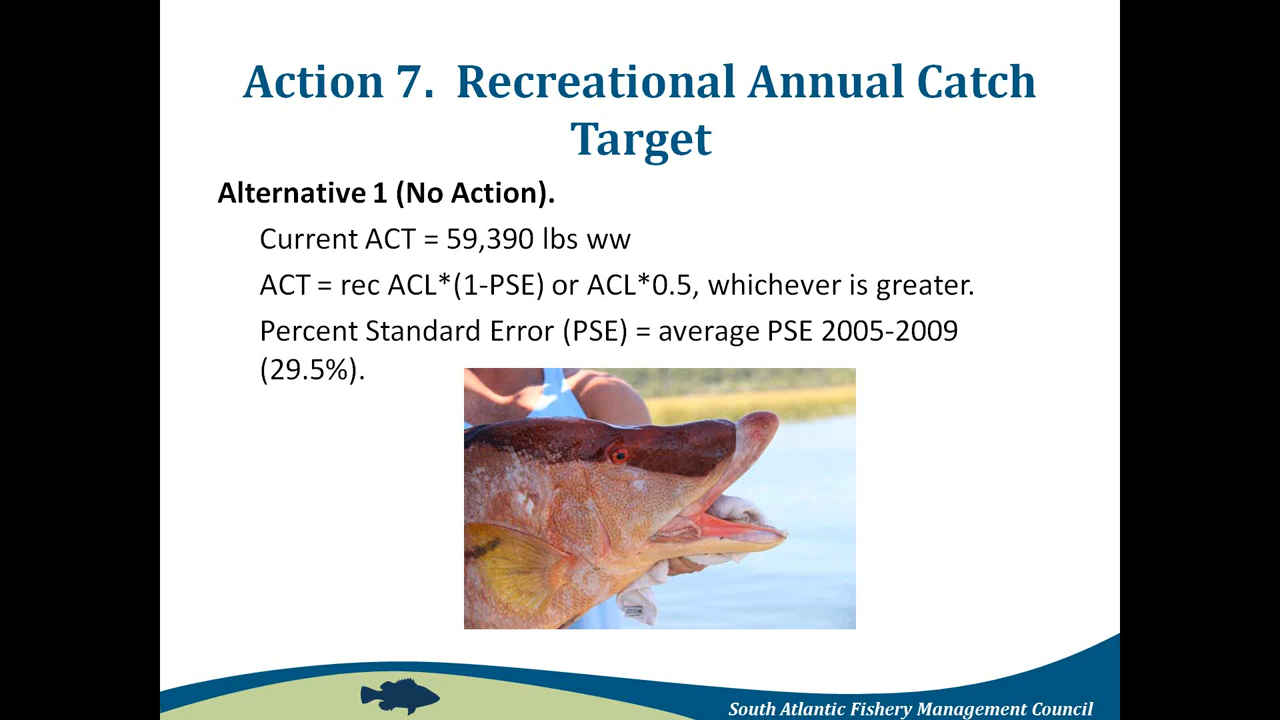 Action 7.  Recreational Annual Catch
Target
Alternative 1 (No Action).
Current ACT = 59,390 lbs ww
ACT = rec ACL*(1-PSE) or ACL*0.5, whichever is greater.
Percent Standard Error (PSE) = average PSE 2005-2009
(29.5%).
South Atlantic Fishery Management Council